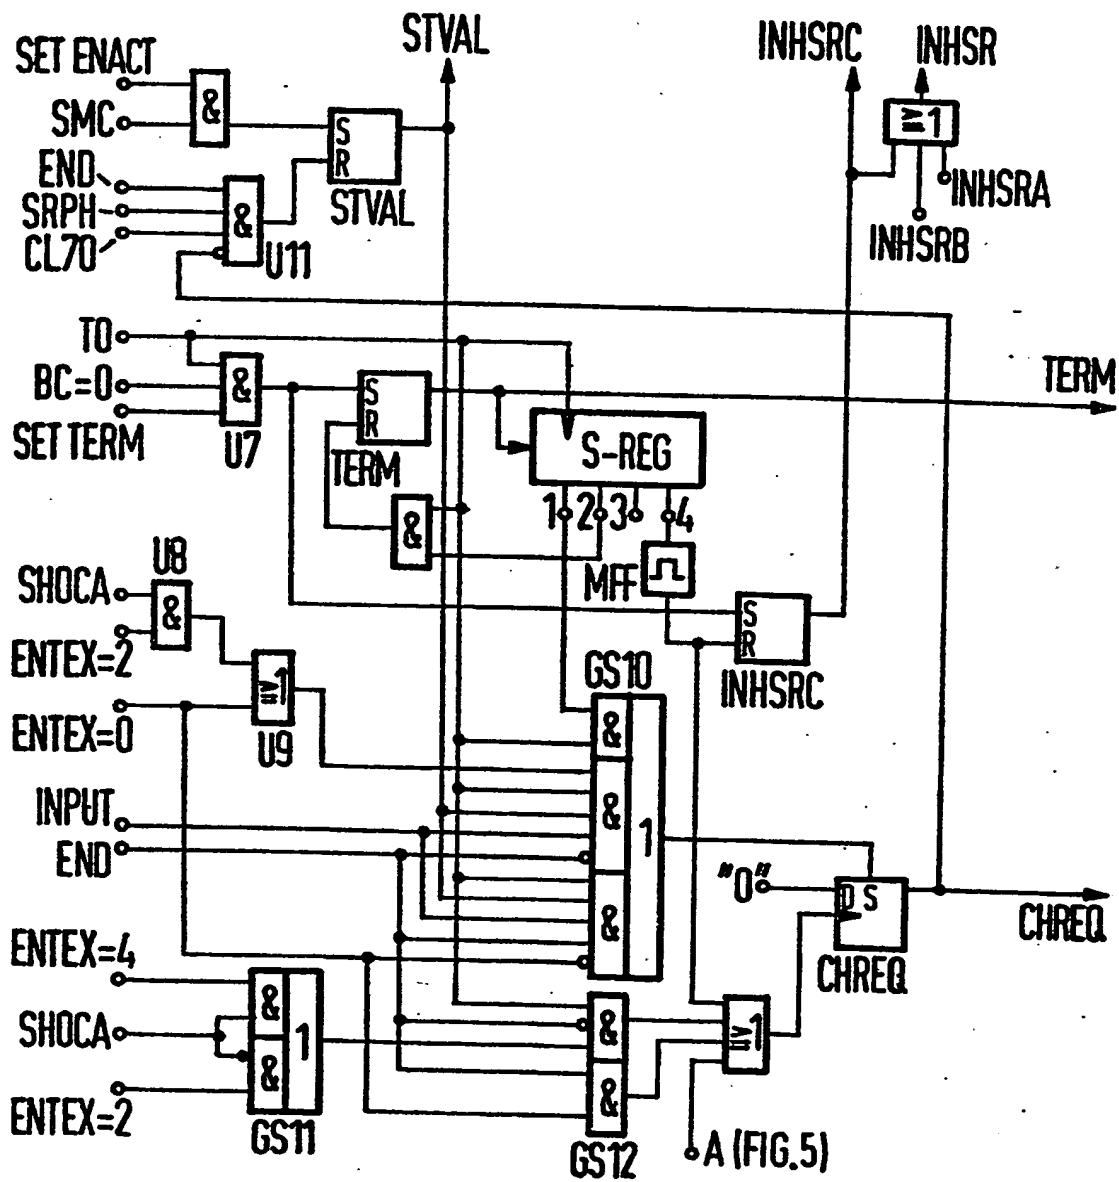 STVAL
INHSRC
INHSR
SET ENACT
SMC
&
S
R
STVAL
≥1
INHSRA
INHSRB
END
SRPH
CL70
&
U11
T0
BC=0
SET TERM
&
U7
S
R
TERM
TERM
S-REG
1 2 3 4
&
MFF
U8
SHOCA
&
ENTEX=2
S
R
INHSRC
ENTEX=0
≥1
U9
GS10
&
&
&
1
INPUT
END
"0"
D S
CHREQ
CHREQ
ENTEX=4
SHOCA
ENTEX=2
&
&
1
GS11
&
&
GS12
≥1
A (FIG.5)